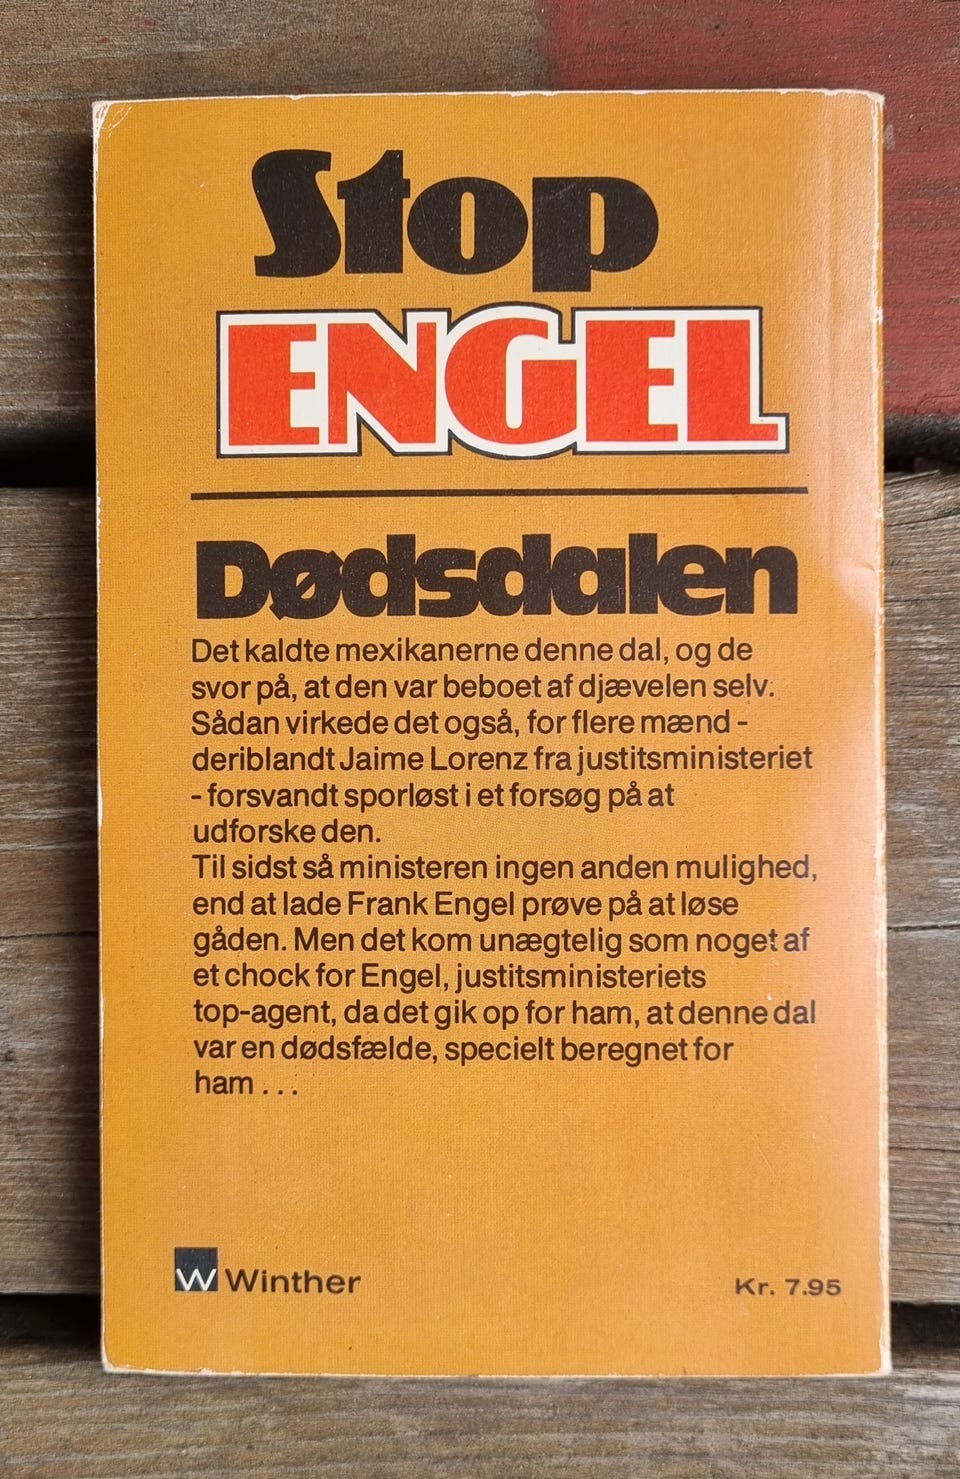 Stop
ENGEL
Dødsdalen
Det kaldte mexikanerne denne dal, og de
svor på, at den var beboet af djævelen selv.
Sådan virkede det også, for flere mænd -
deriblandt Jaime Lorenz fra justitsministeriet
- forsvandt sporløst i et forsøg på at
udforske den.
Til sidst så ministeren ingen anden mulighed,
end at lade Frank Engel prøve på at løse
gåden. Men det kom unægtelig som noget af
et chock for Engel, justitsministeriets
top-agent, da det gik op for ham, at denne dal
var en dødsfælde, specielt beregnet for
ham . . .
W Winther
Kr. 7.95